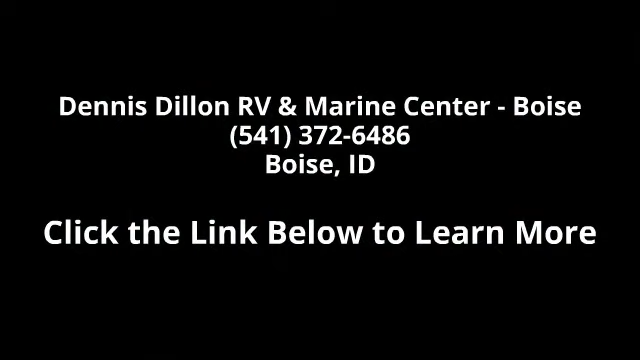 Dennis Dillon RV & Marine Center - Boise
(541) 372-6486
Boise, ID
Click the Link Below to Learn More